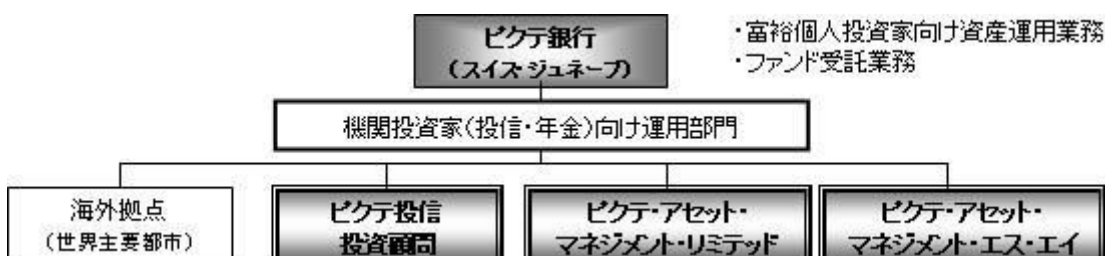 ピクテ銀行
(スイス・ジュネーブ)
・富裕個人投資家向け資産運用業務
・ファンド受託業務
機関投資家(投信・年金)向け運用部門
海外拠点
(世界主要都市)
ピクテ投信
投資顧問
ピクテ・アセット・
マネジメント・リミテッド
ピクテ・アセット・
マネジメント・エス・エイ